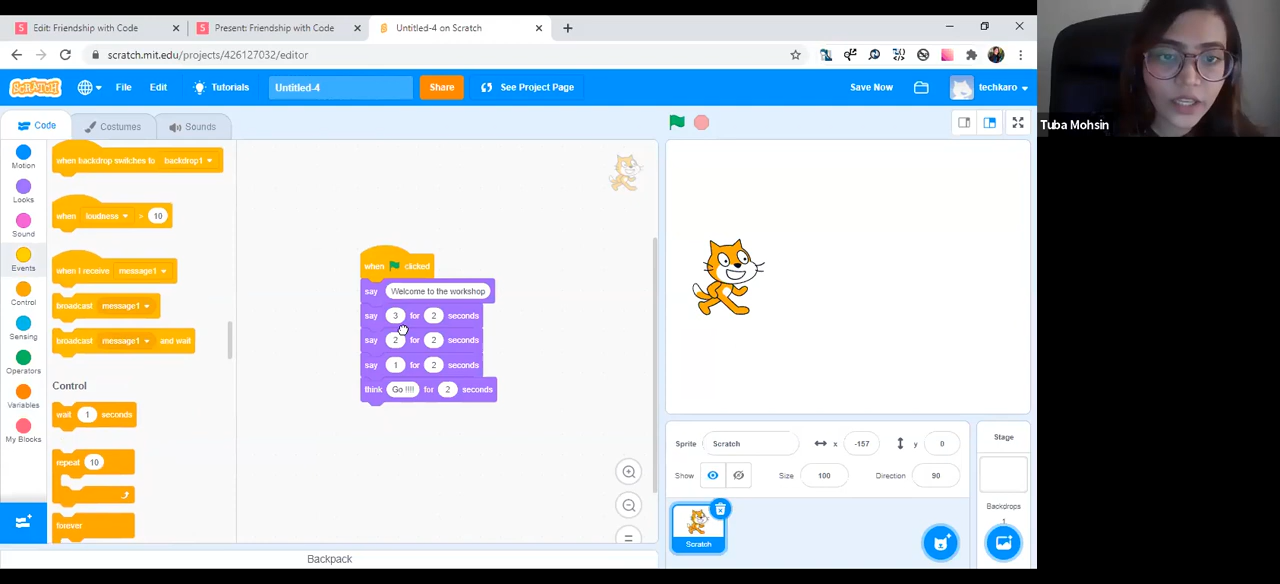 Edit: Friendship with Code
Present: Friendship with Code
Untitled-4 on Scratch
scratch.mit.edu/projects/426127032/editor
SCRATCH
File
Edit
Tutorials
Untitled-4
Share
See Project Page
Save Now
techkaro
Tuba Mohsin
Code
Costumes
Sounds
Motion
Looks
Sound
Events
Control
Sensing
Operators
Variables
My Blocks
when backdrop switches to backdrop1
when loudness > 10
when I receive message1
broadcast message1
broadcast message1 and wait
Control
wait 1 seconds
repeat 10
forever
when clicked
say Welcome to the workshop
say 3 for 2 seconds
say 2 for 2 seconds
say 1 for 2 seconds
think Go !!!! for 2 seconds
Sprite Scratch x -157 y 0
Show Size 100 Direction 90
Scratch
Stage
Backdrops
1
Backpack